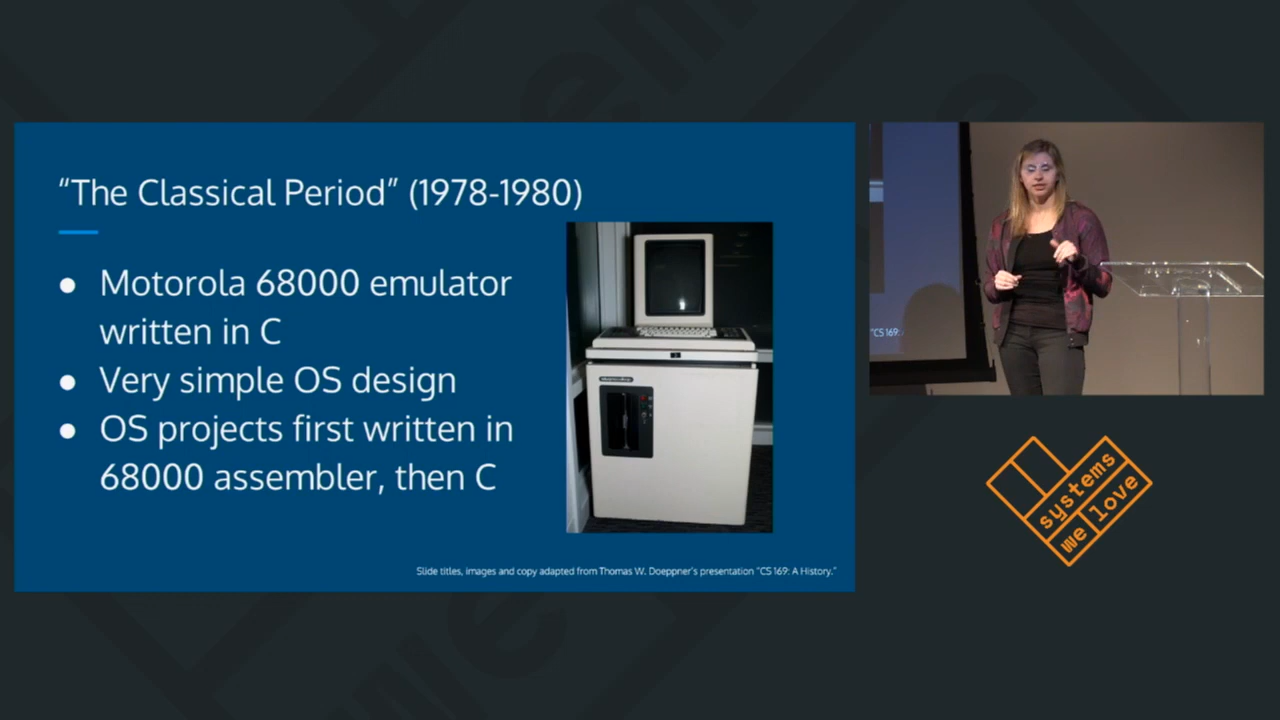 “The Classical Period” (1978-1980)
● Motorola 68000 emulator
written in C
● Very simple OS design
● OS projects first written in
68000 assembler, then C
Slide titles, images and copy adapted from Thomas W. Doeppner's presentation “CS 169: A History.”
"CS 169:
systems
we love